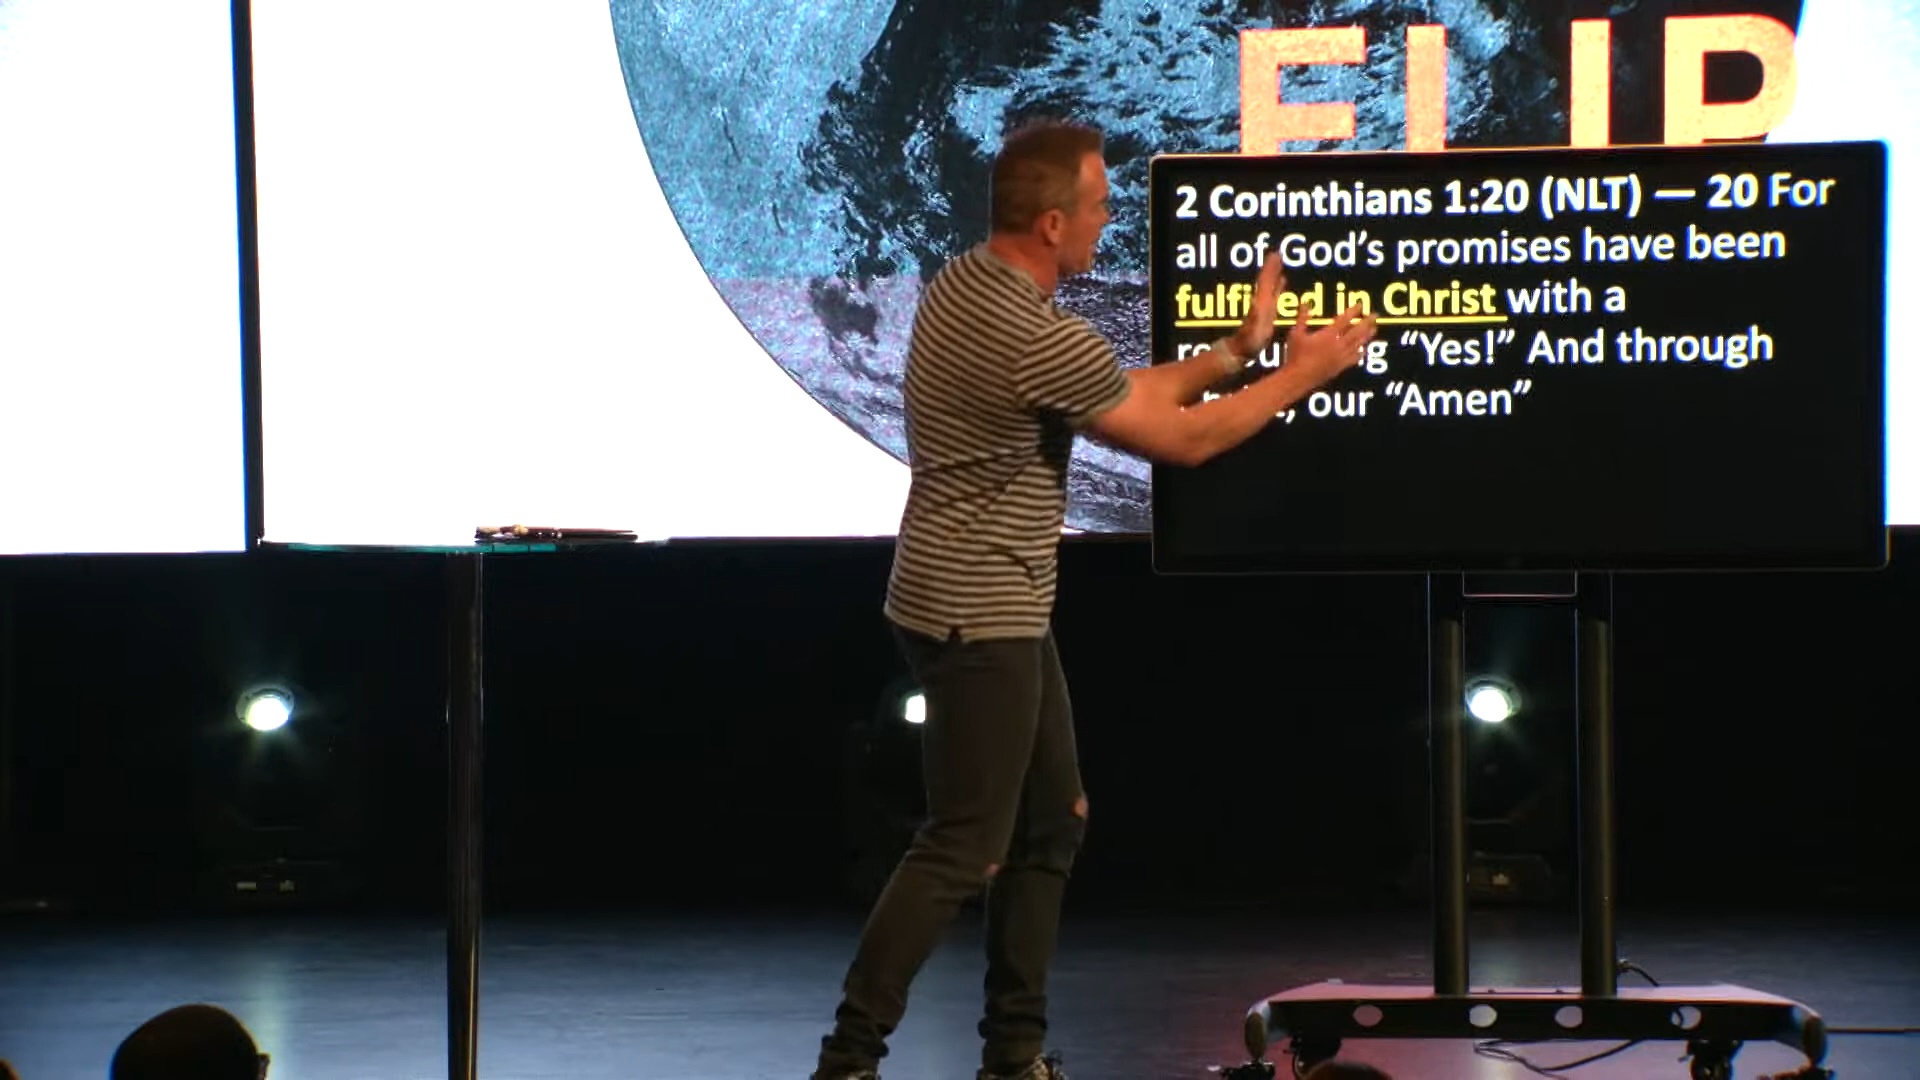 FLIP
2 Corinthians 1:20 (NLT) — 20 For
all of God’s promises have been
in Christ with a
“Yes!” And through
our “Amen”